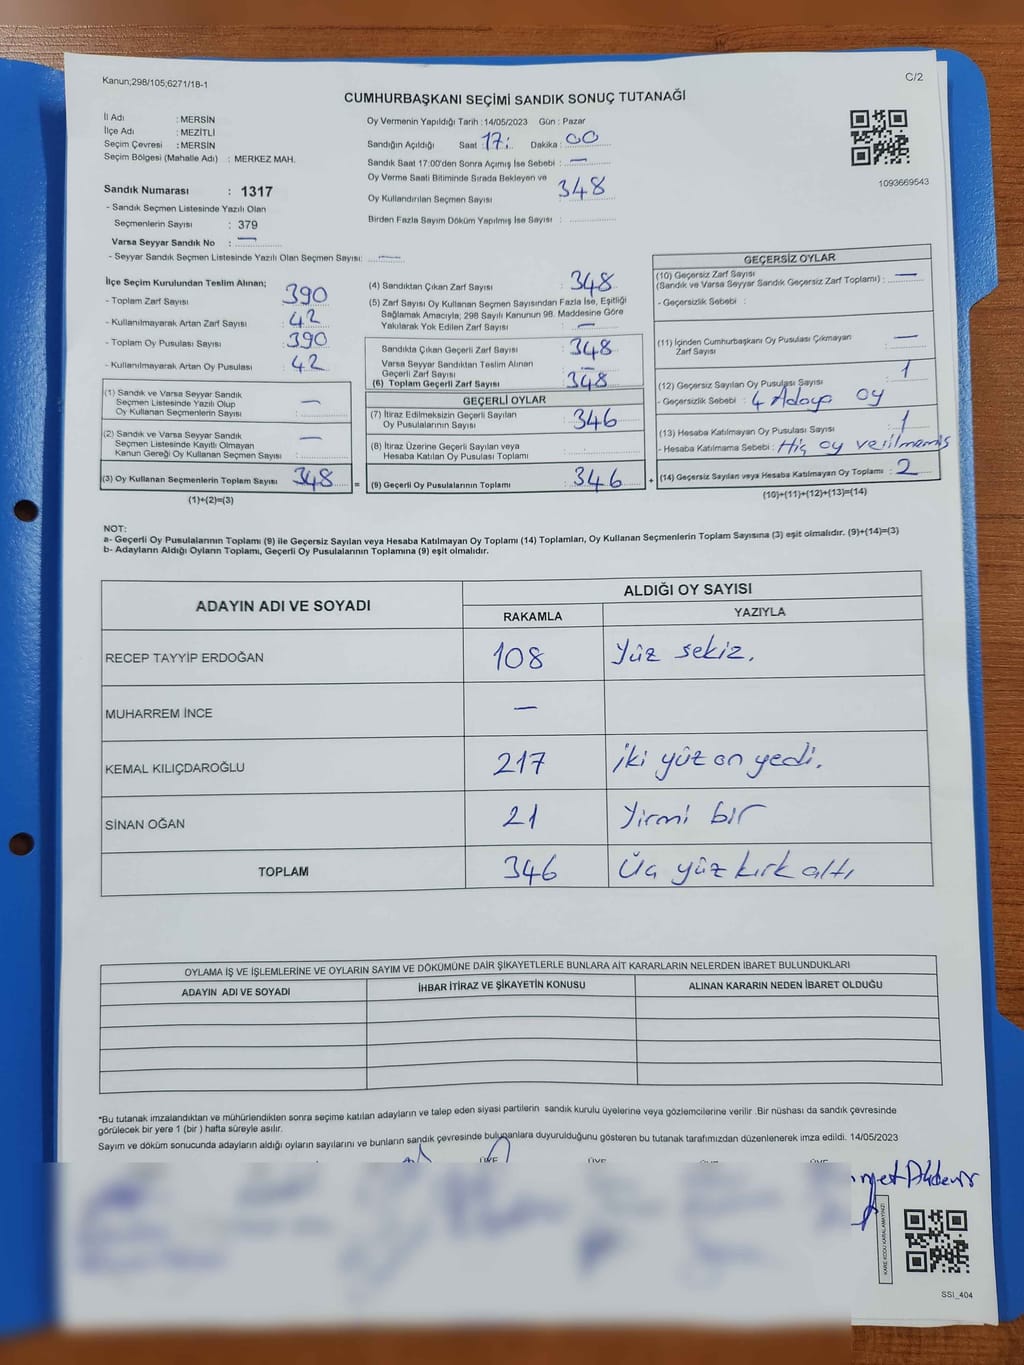 Kanun;298/105;6271/18-1
C/2
CUMHURBAŞKANI SEÇİMİ SANDIK SONUÇ TUTANAĞI
İl Adı : MERSİN
İlçe Adı : MEZİTLİ
Seçim Çevresi : MERSİN
Seçim Bölgesi (Mahalle Adı) : MERKEZ MAH.
Sandık Numarası : 1317
- Sandık Seçmen Listesinde Yazılı Olan
Seçmenlerin Sayısı : 379
Varsa Seyyar Sandık No : —
- Seyyar Sandık Seçmen Listesinde Yazılı Olan Seçmen Sayısı: —
Oy Vermenin Yapıldığı Tarih : 14/05/2023 Gün : Pazar
Sandığın Açıldığı Saat : 17: Dakika : 00
Sandık Saat 17:00'den Sonra Açımış İse Sebebi : —
Oy Verme Saati Bitiminde Sırada Bekleyen ve
Oy Kullandırılan Seçmen Sayısı : 348
Birden Fazla Sayım Döküm Yapılmış İse Sayısı :
1093669543
İlçe Seçim Kurulundan Teslim Alınan;
- Toplam Zarf Sayısı : 390
- Kullanılmayarak Artan Zarf Sayısı : 42
- Toplam Oy Pusulası Sayısı : 390
- Kullanılmayarak Artan Oy Pusulası : 42
(1) Sandık ve Varsa Seyyar Sandık
Seçmen Listesinde Yazılı Olup
Oy Kullanan Seçmenlerin Sayısı : —
(2) Sandık ve Varsa Seyyar Sandık
Seçmen Listesinde Kayıtlı Olmayan
Kanun Gereği Oy Kullanan Seçmen Sayısı : —
(3) Oy Kullanan Seçmenlerin Toplam Sayısı : 348
(1)+(2)=(3)
(4) Sandıktan Çıkan Zarf Sayısı : 348
(5) Zarf Sayısı Oy Kullanan Seçmen Sayısından Fazla İse, Eşitliği
Sağlamak Amacıyla; 298 Sayılı Kanunun 98. Maddesine Göre
Yakılarak Yok Edilen Zarf Sayısı : —
Sandıkta Çıkan Geçerli Zarf Sayısı : 348
Varsa Seyyar Sandıktan Teslim Alınan
Geçerli Zarf Sayısı : —
(6) Toplam Geçerli Zarf Sayısı : 348
GEÇERLİ OYLAR
(7) İtiraz Edilmeksizin Geçerli Sayılan
Oy Pusulalarının Sayısı : 346
(8) İtiraz Üzerine Geçerli Sayılan veya
Hesaba Katılan Oy Pusulası Toplamı :
= (9) Geçerli Oy Pusulalarının Toplamı : 346 +
GEÇERSİZ OYLAR
(10) Geçersiz Zarf Sayısı
(Sandık ve Varsa Seyyar Sandık Geçersiz Zarf Toplamı) : —
- Geçersizlik Sebebi :
(11) İçinden Cumhurbaşkanı Oy Pusulası Çıkmayan
Zarf Sayısı : —
(12) Geçersiz Sayılan Oy Pusulası Sayısı : 1
- Geçersizlik Sebebi : 4 Adaya oy
(13) Hesaba Katılmayan Oy Pusulası Sayısı : 1
- Hesaba Katılmama Sebebi : Hiç oy verilmemiş
(14) Geçersiz Sayılan veya Hesaba Katılmayan Oy Toplamı : 2
(10)+(11)+(12)+(13)=(14)
NOT:
a- Geçerli Oy Pusulalarının Toplamı (9) ile Geçersiz Sayılan veya Hesaba Katılmayan Oy Toplamı (14) Toplamları, Oy Kullanan Seçmenlerin Toplam Sayısına (3) eşit olmalıdır. (9)+(14)=(3)
b- Adayların Aldığı Oyların Toplamı, Geçerli Oy Pusulalarının Toplamına (9) eşit olmalıdır.
ADAYIN ADI VE SOYADI ALDIĞI OY SAYISI
RAKAMLA YAZIYLA
RECEP TAYYİP ERDOĞAN 108 Yüz sekiz.
MUHARREM İNCE —
KEMAL KILIÇDAROĞLU 217 iki yüz on yedi.
SİNAN OĞAN 21 Yirmi bir
TOPLAM 346 Üç yüz kırk altı
OYLAMA İŞ VE İŞLEMLERİNE VE OYLARIN SAYIM VE DÖKÜMÜNE DAİR ŞİKAYETLERLE BUNLARA AİT KARARLARIN NELERDEN İBARET BULUNDUKLARI
ADAYIN ADI VE SOYADI İHBAR İTİRAZ VE ŞİKAYETİN KONUSU ALINAN KARARIN NEDEN İBARET OLDUĞU
*Bu tutanak imzalandıktan ve mühürlendikten sonra seçime katılan adayların ve talep eden siyasi partilerin sandık kurulu üyelerine veya gözlemcilerine verilir .Bir nüshası da sandık çevresinde
görülecek bir yere 1 (bir ) hafta süreyle asılır.
Sayım ve döküm sonucunda adayların aldığı oyların sayılarını ve bunların sandık çevresinde bulunanlara duyurulduğunu gösteren bu tutanak tarafımızdan düzenlenerek imza edildi. 14/05/2023
ÜYE ÜYE ÜYE ÜYE
KARE KODU KARALAMAYINIZ!
SSI_404